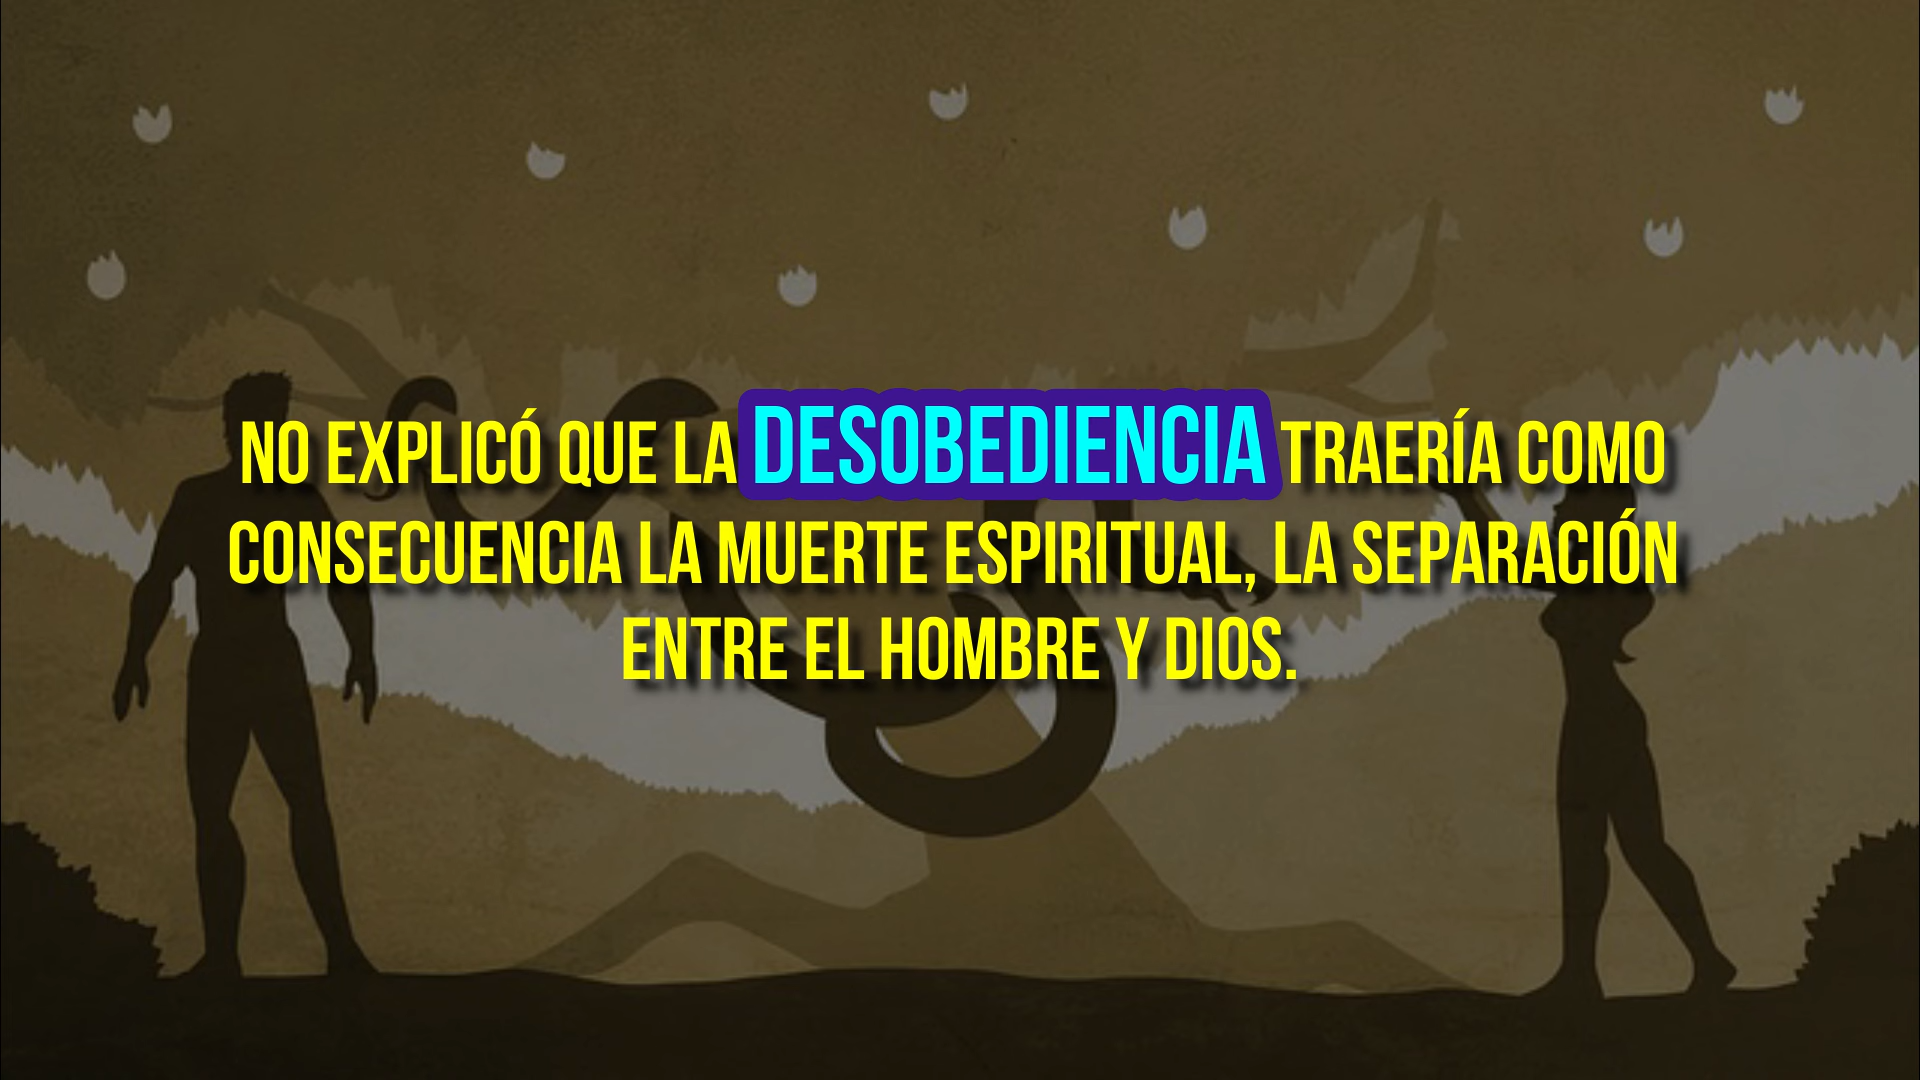 NO EXPLICÓ QUE LA DESOBEDIENCIA TRAERÍA COMO
CONSECUENCIA LA MUERTE ESPIRITUAL, LA SEPARACIÓN
ENTRE EL HOMBRE Y DIOS.